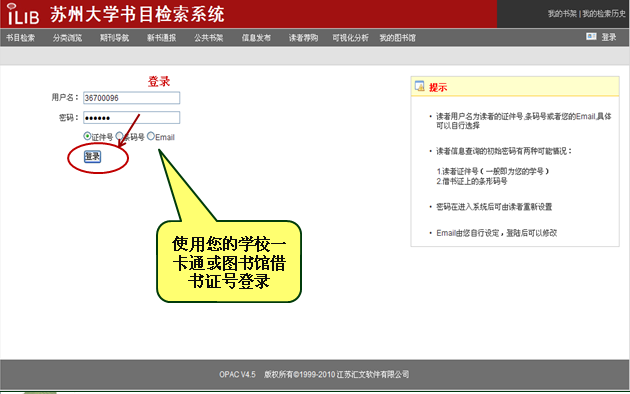 iLIB 苏州大学书目检索系统
我的书架 | 我的检索历史
书目检索 分类浏览 期刊导航 新书通报 公共书架 信息发布 读者荐购 可视化分析 我的图书馆 登录
登录
用户名： 36700096
密码： ●●●●●●
证件号 条码号 Email
登录
使用您的学校一
卡通或图书馆借
书证号登录
提示
• 读者用户名为读者的证件号,条码号或者您的Email,具体
可以自行选择
• 读者信息查询的初始密码有两种可能情况：
1.读者证件号（一般即为您的学号）
2.借书证上的条形码号
• 密码在进入系统后可由读者重新设置
• Email由您自行设定，登陆后可以修改
OPAC V4.5 版权所有©1999-2010 江苏汇文软件有限公司